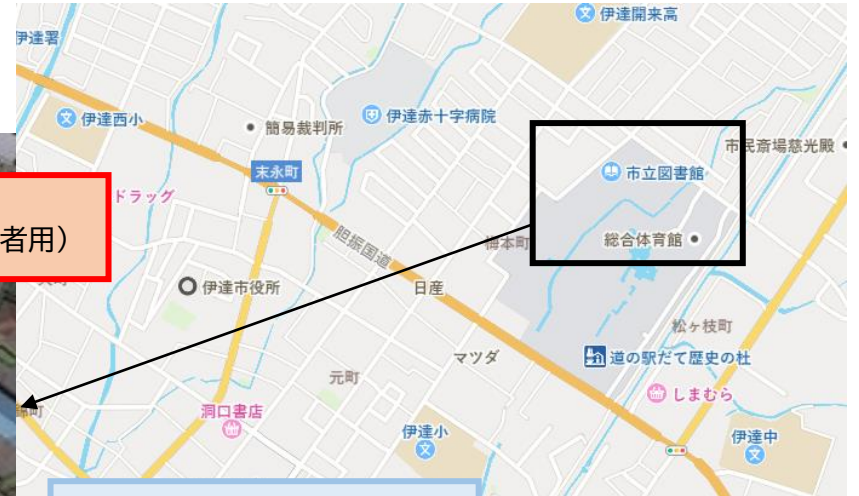 伊達開来高
伊達署
伊達西小
簡易裁判所
伊達赤十字病院
市民斎場慈光殿
市立図書館
末永町
ドラッグ
者用)
胆振国道
梅本町
総合体育館
伊達市役所
日産
松ヶ枝町
マツダ
道の駅だて歴史の杜
元町
しまむら
錦町
洞口書店
伊達小
伊達中